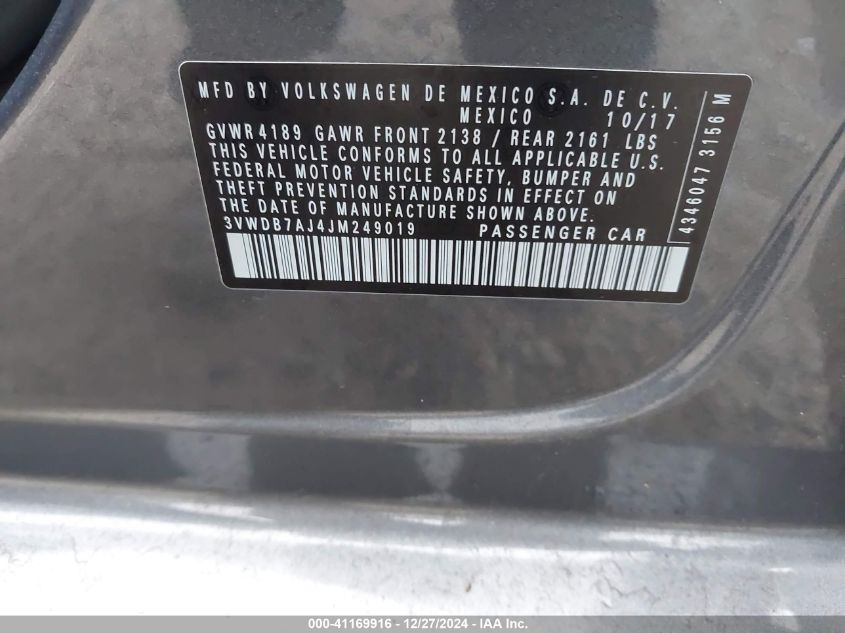 MFD BY VOLKSWAGEN DE MEXICO S.A. DE C.V.
MEXICO 10/17
GVWR 4189 GAWR FRONT 2138 / REAR 2161 LBS
THIS VEHICLE CONFORMS TO ALL APPLICABLE U.S.
FEDERAL MOTOR VEHICLE SAFETY, BUMPER AND
THEFT PREVENTION STANDARDS IN EFFECT ON
THE DATE OF MANUFACTURE SHOWN ABOVE.
3VWDB7AJ4JM249019 PASSENGER CAR
4346047 3156 M
000-41169916 - 12/27/2024 - IAA Inc.